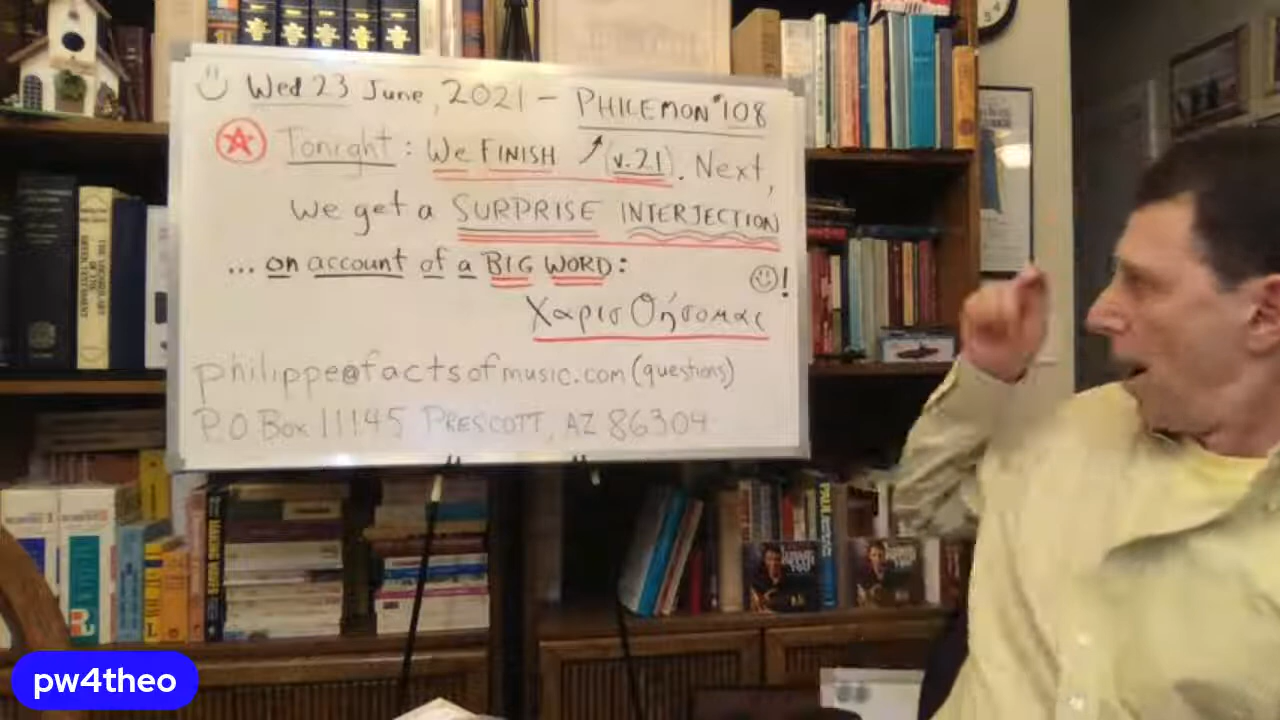 Wed 23 June, 2021 - PHILEMON #108
Tonight: We FINISH (v.21). Next,
We get a SURPRISE INTERJECTION
... on account of a BIG WORD:
Χαρισθήσομαι
philippe@factsofmusic.com (questions)
P.O Box 11145 PRESCOTT, AZ 86304
pw4theo